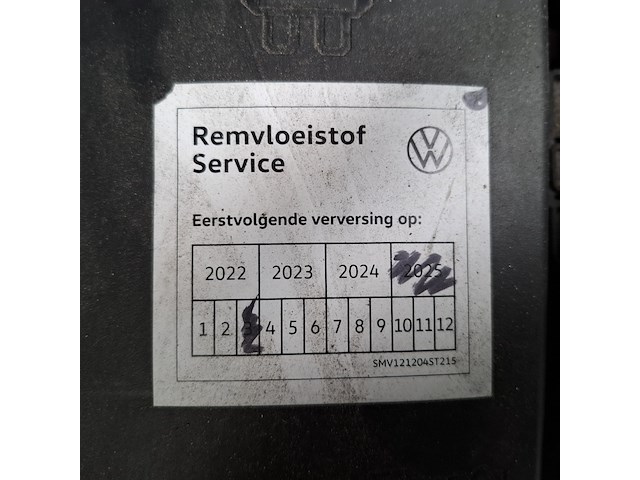 Remvloeistof
Service
Eerstvolgende verversing op:
2022 2023 2024 2025
1 2 3 4 5 6 7 8 9 10 11 12
SMV121204ST215